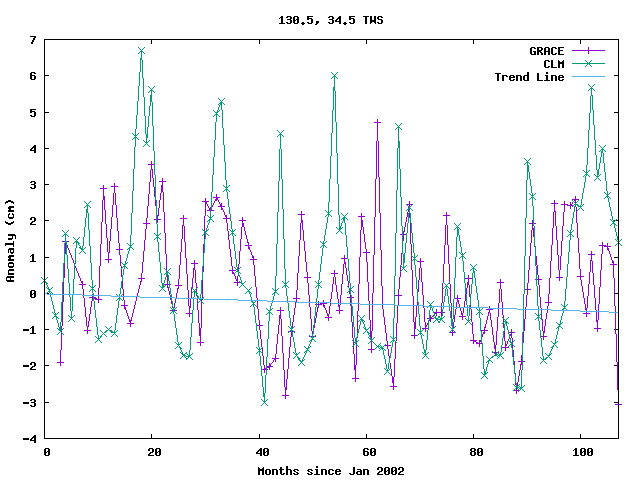 130.5, 34.5 TWS
GRACE
CLM
Trend Line
7
6
5
4
3
2
1
0
-1
-2
-3
-4
Anomaly (cm)
0 20 40 60 80 100
Months since Jan 2002